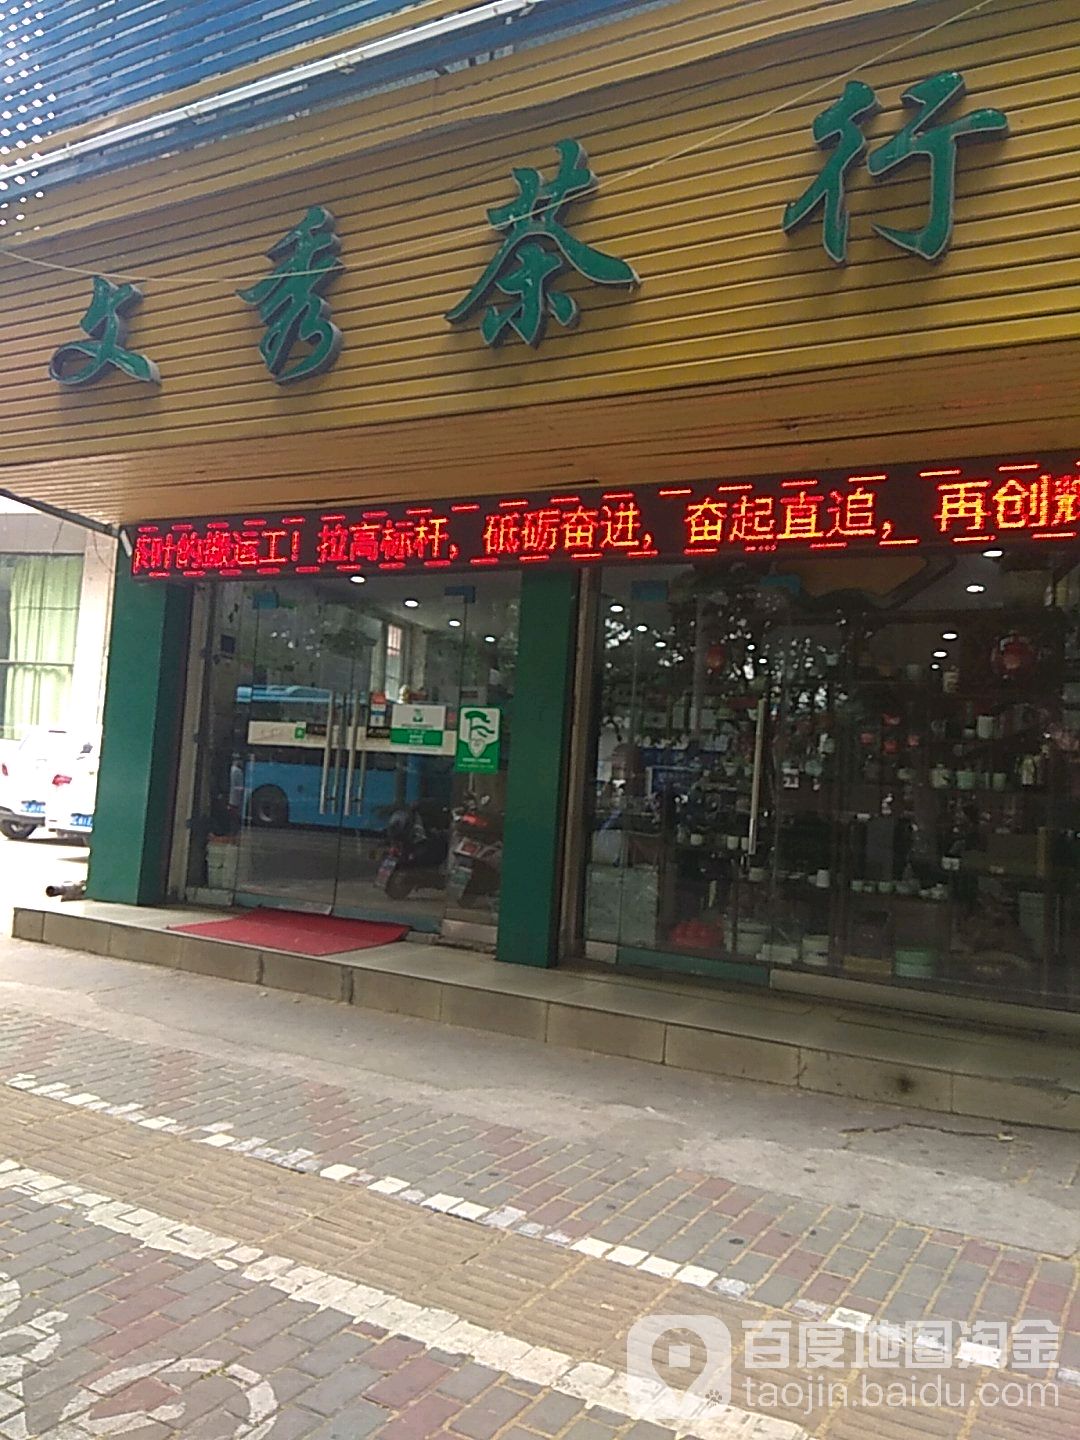 文秀茶行
的搬运工！拉高标杆，砥砺奋进，奋起直追，再创辉
百度地图淘金
taojin.baidu.com